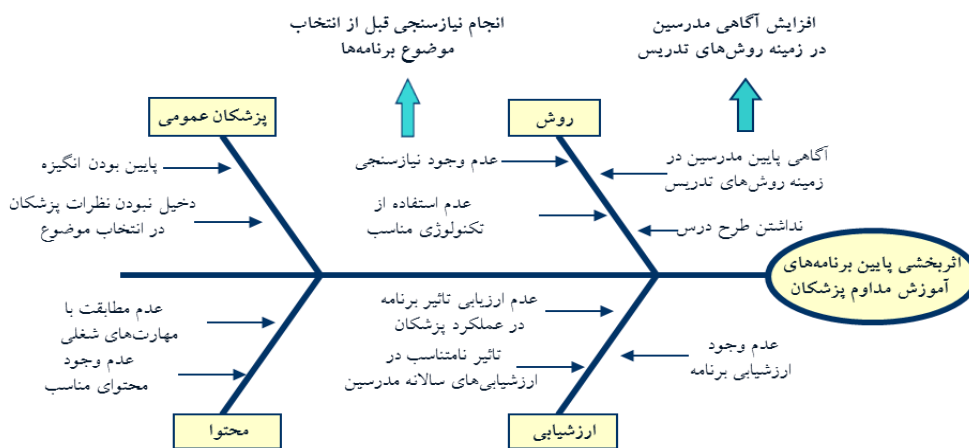 افزایش آگاهی مدرسین
در زمینه روش‌های تدریس
انجام نیازسنجی قبل از انتخاب
موضوع برنامه‌ها
روش
پزشکان عمومی
آگاهی پایین مدرسین در
زمینه روش‌های تدریس
نداشتن طرح درس
عدم وجود نیازسنجی
عدم استفاده از
تکنولوژی مناسب
پایین بودن انگیزه
دخیل نبودن نظرات پزشکان
در انتخاب موضوع
اثربخشی پایین برنامه‌های
آموزش مداوم پزشکان
عدم وجود
ارزشیابی برنامه
عدم ارزیابی تاثیر برنامه
در عملکرد پزشکان
تاثیر نامتناسب در
ارزشیابی‌های سالانه مدرسین
عدم مطابقت با
مهارت‌های شغلی
عدم وجود
محتوای مناسب
ارزشیابی
محتوا